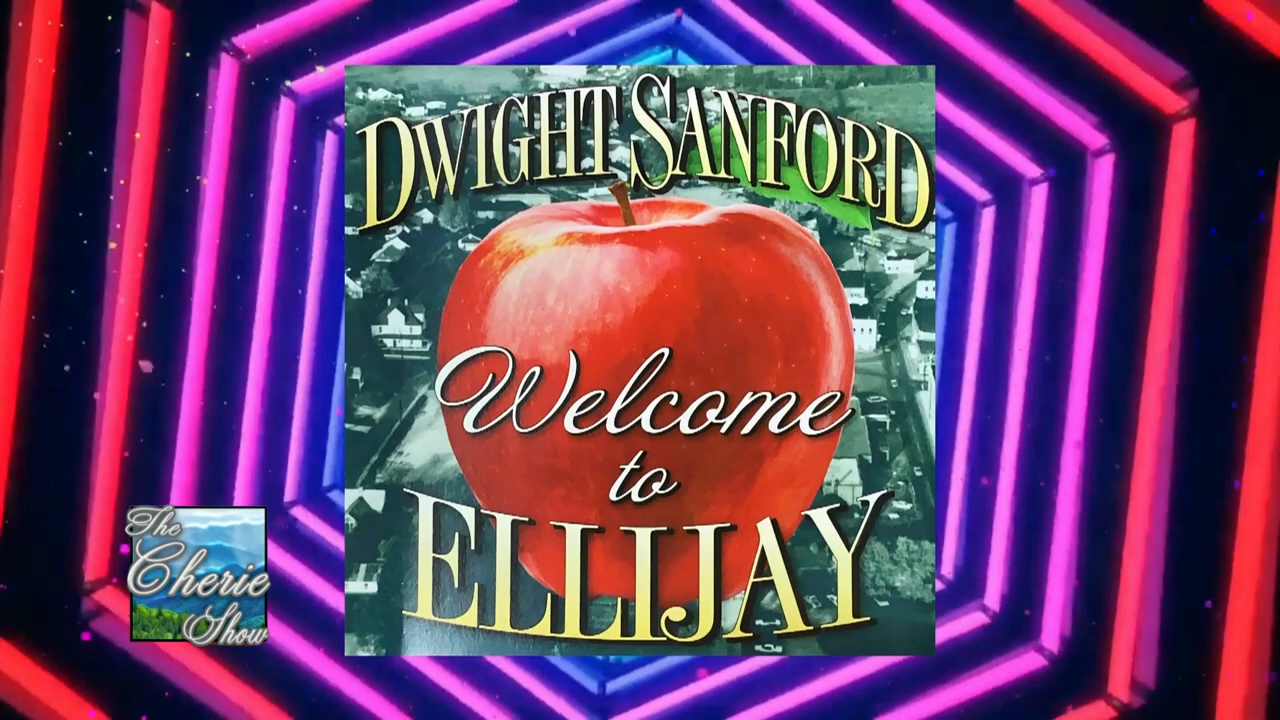 DWIGHT SANFORD
Welcome
to
ELLIJAY
The
Cherie
Show